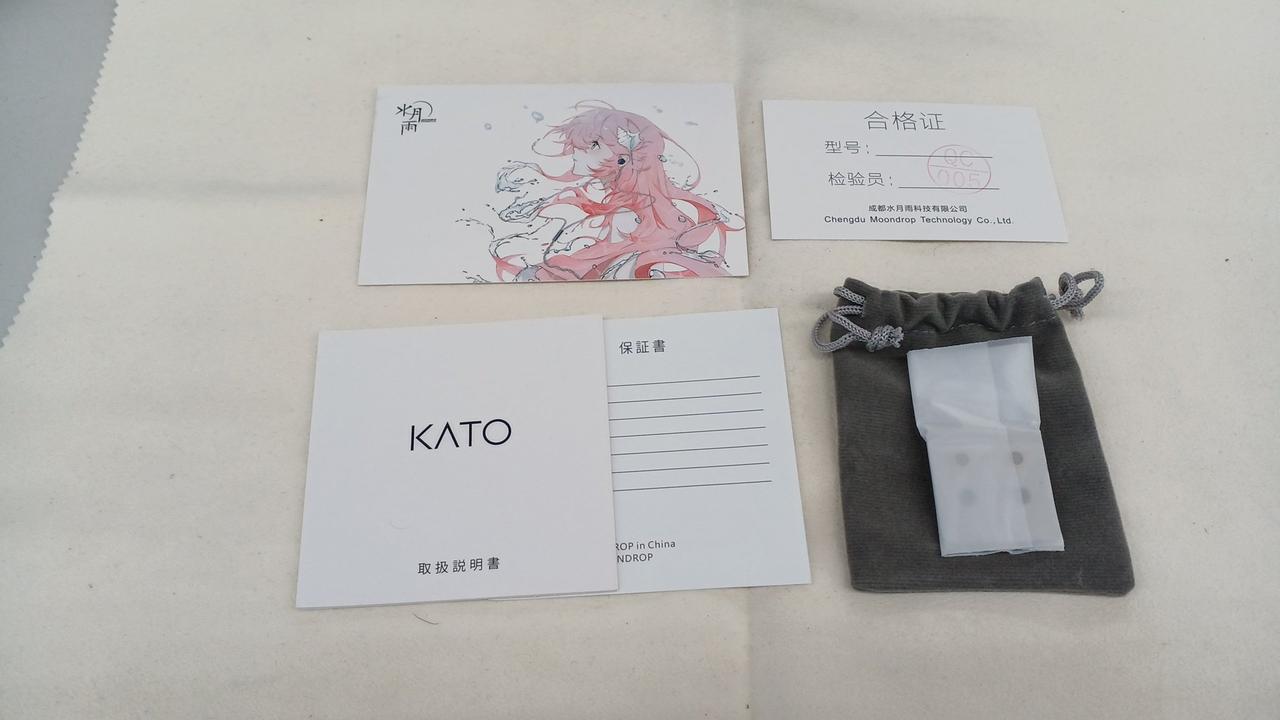 水月
雨
合格证
型号：
QC
005
检验员：
成都水月雨科技有限公司
Chengdu Moondrop Technology Co.,Ltd.
KATO
取扱説明書
保証書
ROP in China
NDROP